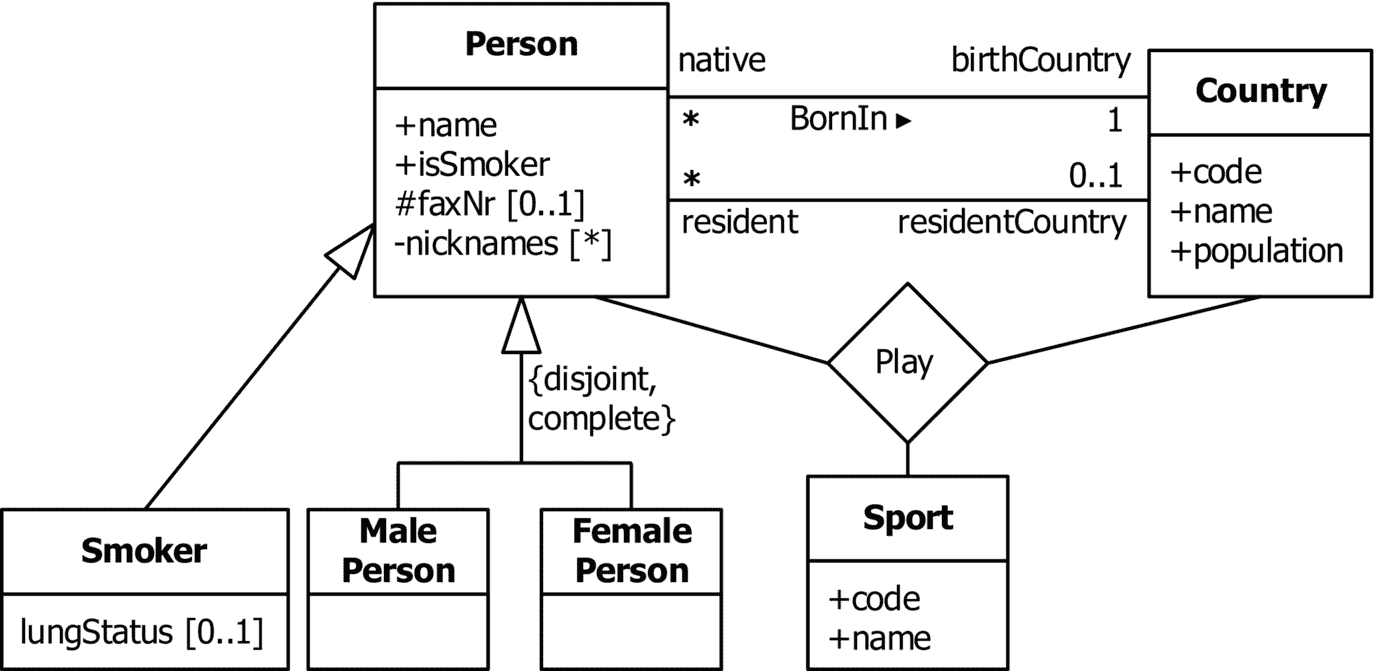 Person
+name
+isSmoker
#faxNr [0..1]
-nicknames [*]
native
birthCountry
*
BornIn ▸
1
*
0..1
resident
residentCountry
Country
+code
+name
+population
{disjoint,
complete}
Play
Smoker
lungStatus [0..1]
Male
Person
Female
Person
Sport
+code
+name